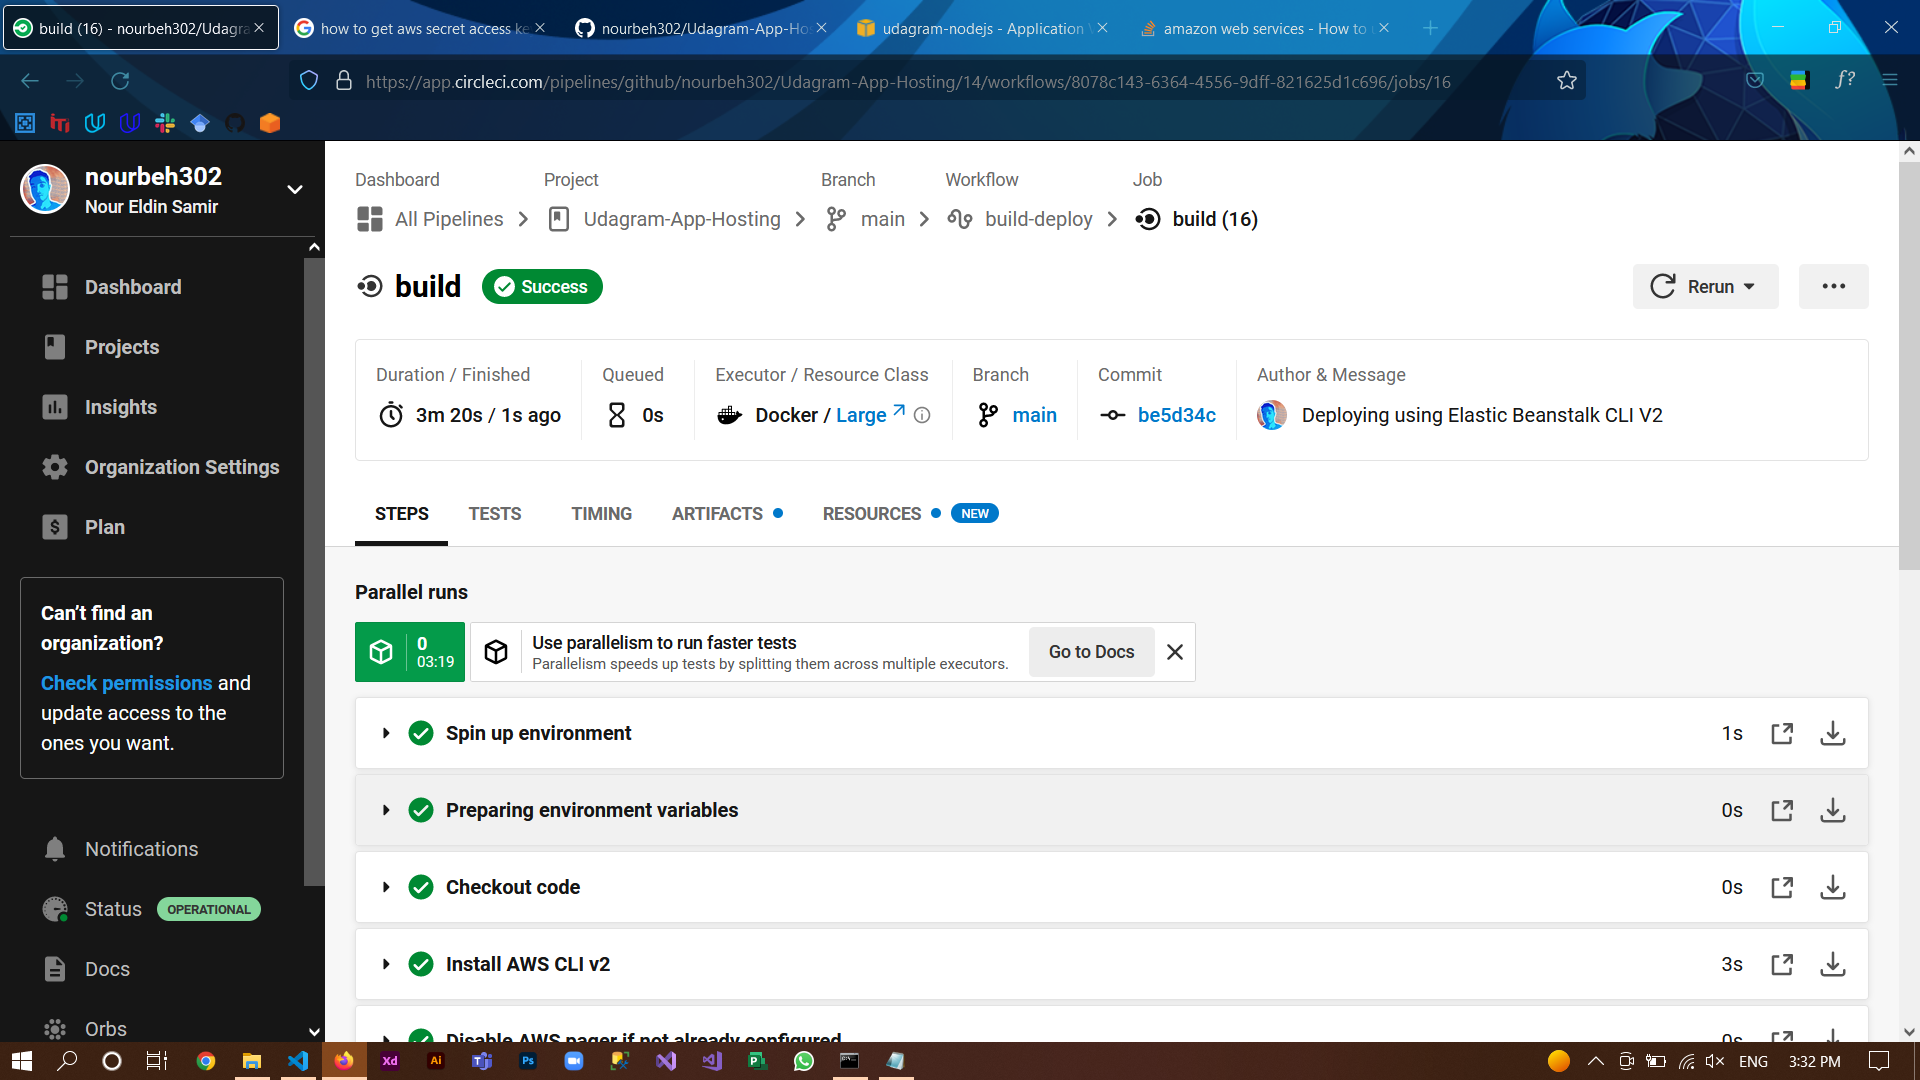 build (16) - nourbeh302/Udagra
how to get aws secret access ke
nourbeh302/Udagram-App-Ho
udagram-nodejs - Application
amazon web services - How to
https://app.circleci.com/pipelines/github/nourbeh302/Udagram-App-Hosting/14/workflows/8078c143-6364-4556-9dff-821625d1c696/jobs/16
f?
nourbeh302
Nour Eldin Samir
Dashboard
Projects
Insights
Organization Settings
Plan
Can’t find an
organization?
Check permissions and
update access to the
ones you want.
Notifications
Status OPERATIONAL
Docs
Orbs
Dashboard Project Branch Workflow Job
All Pipelines Udagram-App-Hosting main build-deploy build (16)
build Success
Rerun
Duration / Finished
3m 20s / 1s ago
Queued
0s
Executor / Resource Class
Docker / Large
Branch
main
Commit
be5d34c
Author & Message
Deploying using Elastic Beanstalk CLI V2
STEPS TESTS TIMING ARTIFACTS RESOURCES NEW
Parallel runs
0
03:19
Use parallelism to run faster tests
Parallelism speeds up tests by splitting them across multiple executors.
Go to Docs
Spin up environment 1s
Preparing environment variables 0s
Checkout code 0s
Install AWS CLI v2 3s
Disable AWS pager if not already configured 0s
Xd Ai Ps
ENG 3:32 PM